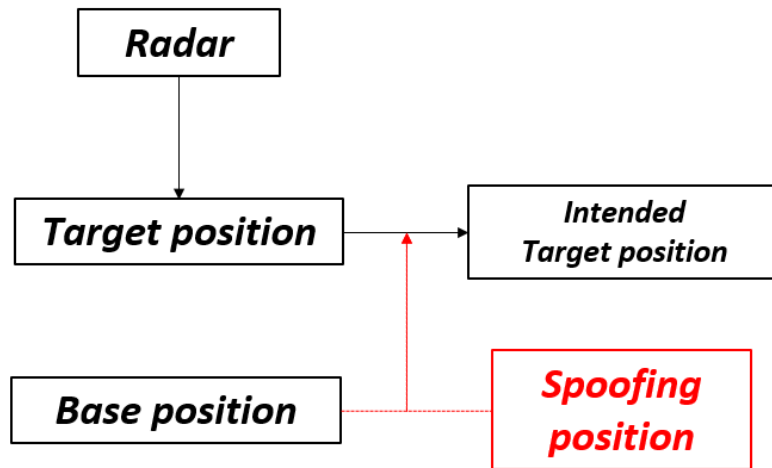 Radar
Target position
Intended
Target position
Base position
Spoofing
position